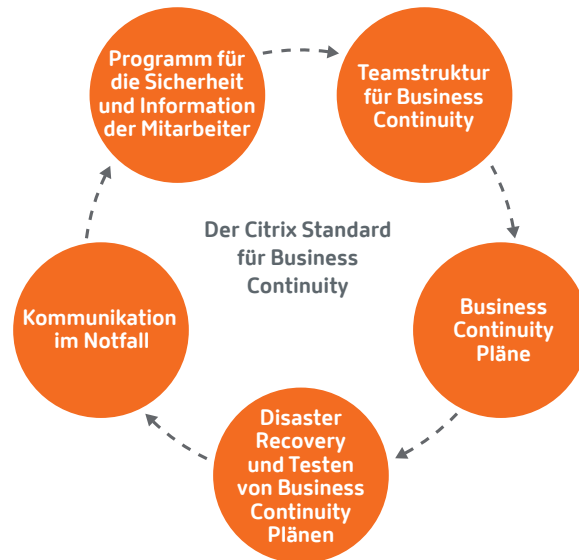 Programm für
die Sicherheit
und Information
der Mitarbeiter
Teamstruktur
für Business
Continuity
Der Citrix Standard
für Business
Continuity
Business
Continuity
Pläne
Kommunikation
im Notfall
Disaster
Recovery
und Testen
von Business
Continuity
Plänen